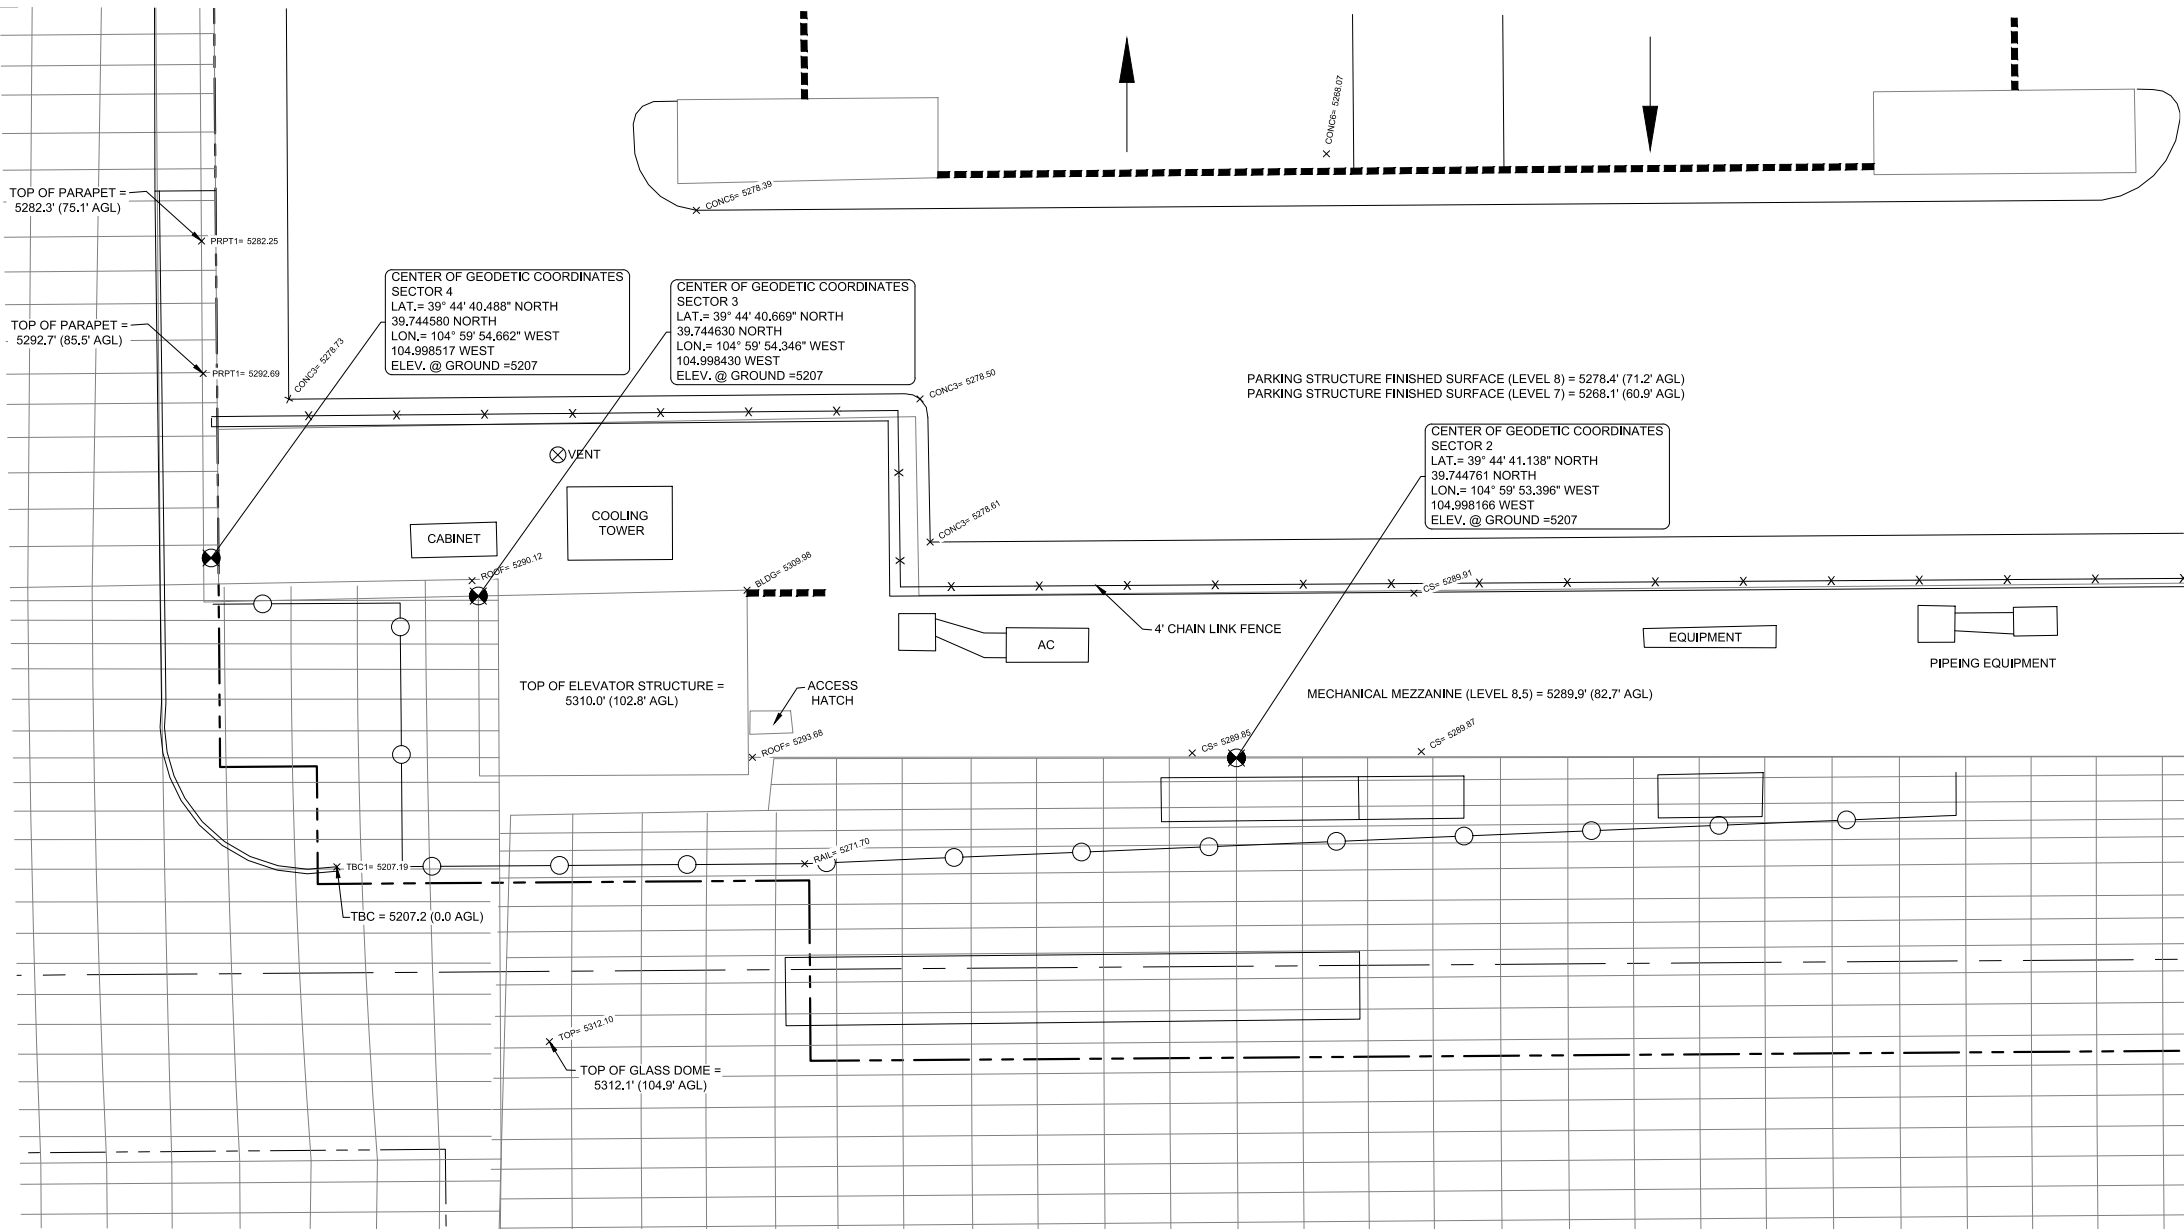 CONC6= 5268.07
CONC5= 5278.39
TOP OF PARAPET =
5282.3' (75.1' AGL)
PRPT1= 5282.25
CENTER OF GEODETIC COORDINATES
SECTOR 4
LAT.= 39° 44' 40.488" NORTH
39.744580 NORTH
LON.= 104° 59' 54.662" WEST
104.998517 WEST
ELEV. @ GROUND =5207
CENTER OF GEODETIC COORDINATES
SECTOR 3
LAT.= 39° 44' 40.669" NORTH
39.744630 NORTH
LON.= 104° 59' 54.346" WEST
104.998430 WEST
ELEV. @ GROUND =5207
TOP OF PARAPET =
5292.7' (85.5' AGL)
PRPT1= 5292.69
CONC3= 5278.73
CONC3= 5278.50
PARKING STRUCTURE FINISHED SURFACE (LEVEL 8) = 5278.4' (71.2' AGL)
PARKING STRUCTURE FINISHED SURFACE (LEVEL 7) = 5268.1' (60.9' AGL)
CENTER OF GEODETIC COORDINATES
SECTOR 2
LAT.= 39° 44' 41.138" NORTH
39.744761 NORTH
LON.= 104° 59' 53.396" WEST
104.998166 WEST
ELEV. @ GROUND =5207
VENT
COOLING
TOWER
CABINET
CONC3= 5278.61
ROOF= 5290.12
BLDG= 5309.98
CS= 5289.91
4' CHAIN LINK FENCE
AC
EQUIPMENT
PIPEING EQUIPMENT
TOP OF ELEVATOR STRUCTURE =
5310.0' (102.8' AGL)
ACCESS
HATCH
MECHANICAL MEZZANINE (LEVEL 8.5) = 5289.9' (82.7' AGL)
ROOF= 5293.68
CS= 5289.85
CS= 5289.87
RAIL= 5271.70
TBC1= 5207.19
TBC = 5207.2 (0.0 AGL)
TOP= 5312.10
TOP OF GLASS DOME =
5312.1' (104.9' AGL)